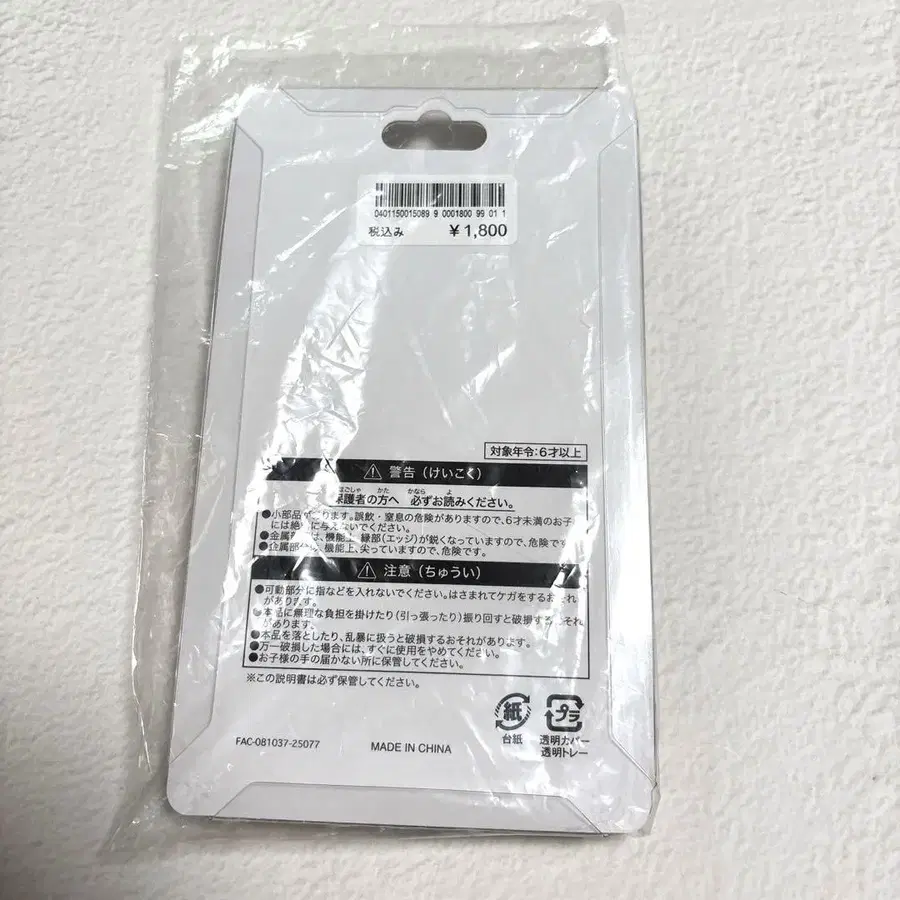 0401150015089 9 0001800 99 01 1
税込み ¥1,800
対象年令:6才以上
警告(けいこく)
ごしゃ かた かなら よ
保護者の方へ 必ずお読みください。
●小部品がございます。誤飲・窒息の危険がありますので、6才未満のお子
には絶対に与えないでください。
●金属部分は、機能上、縁部(エッジ)が鋭くなっていますので、危険です
●金属部分は、機能上、尖っていますので、危険です。
注意(ちゅうい)
●可動部分に指などを入れないでください。はさまれてケガをするおそれ
があります。
●本品に無理な負担を掛けたり(引っ張ったり)振り回すと破損するおそれ
があります。
●本品を落としたり、乱暴に扱うと破損するおそれがあります。
●万一破損した場合には、すぐに使用をやめてください。
●お子様の手の届かない所に保管してください。
※この説明書は必ず保管してください。
紙
台紙
プラ
透明カバー
透明トレー
FAC-081037-25077
MADE IN CHINA